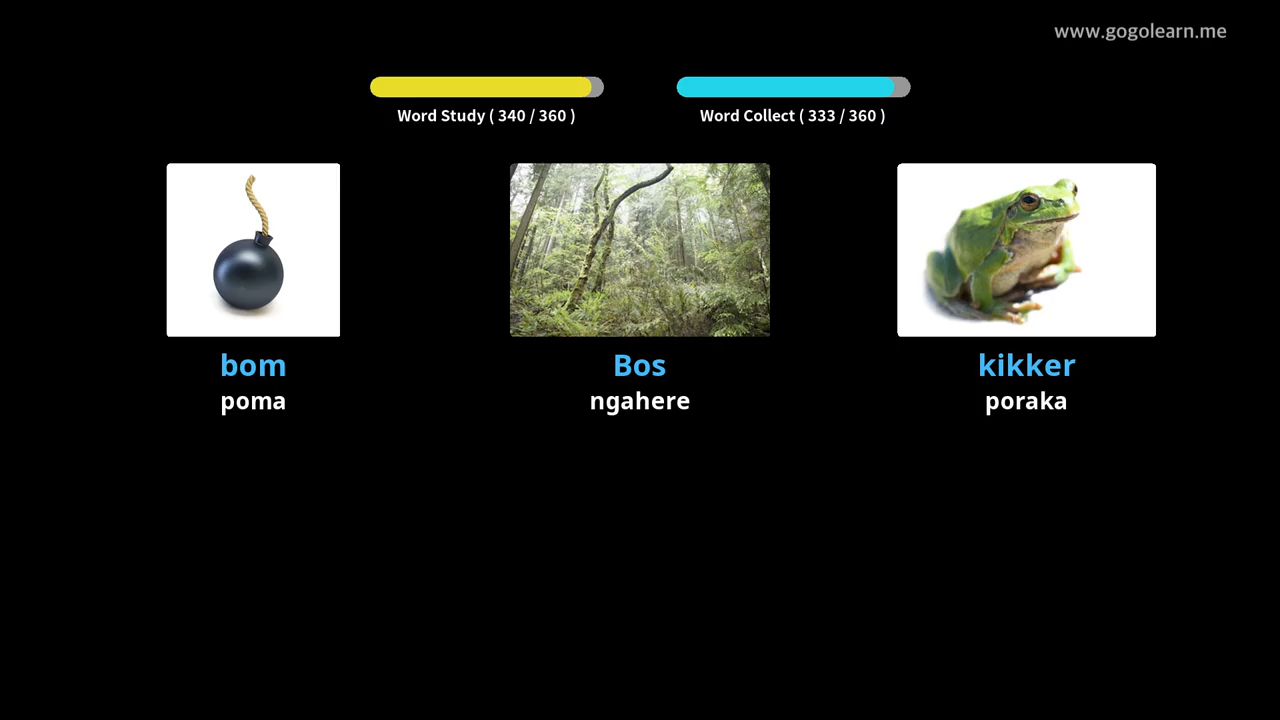 www.gogolearn.me
Word Study ( 340 / 360 )
Word Collect ( 333 / 360 )
bom
poma
Bos
ngahere
kikker
poraka